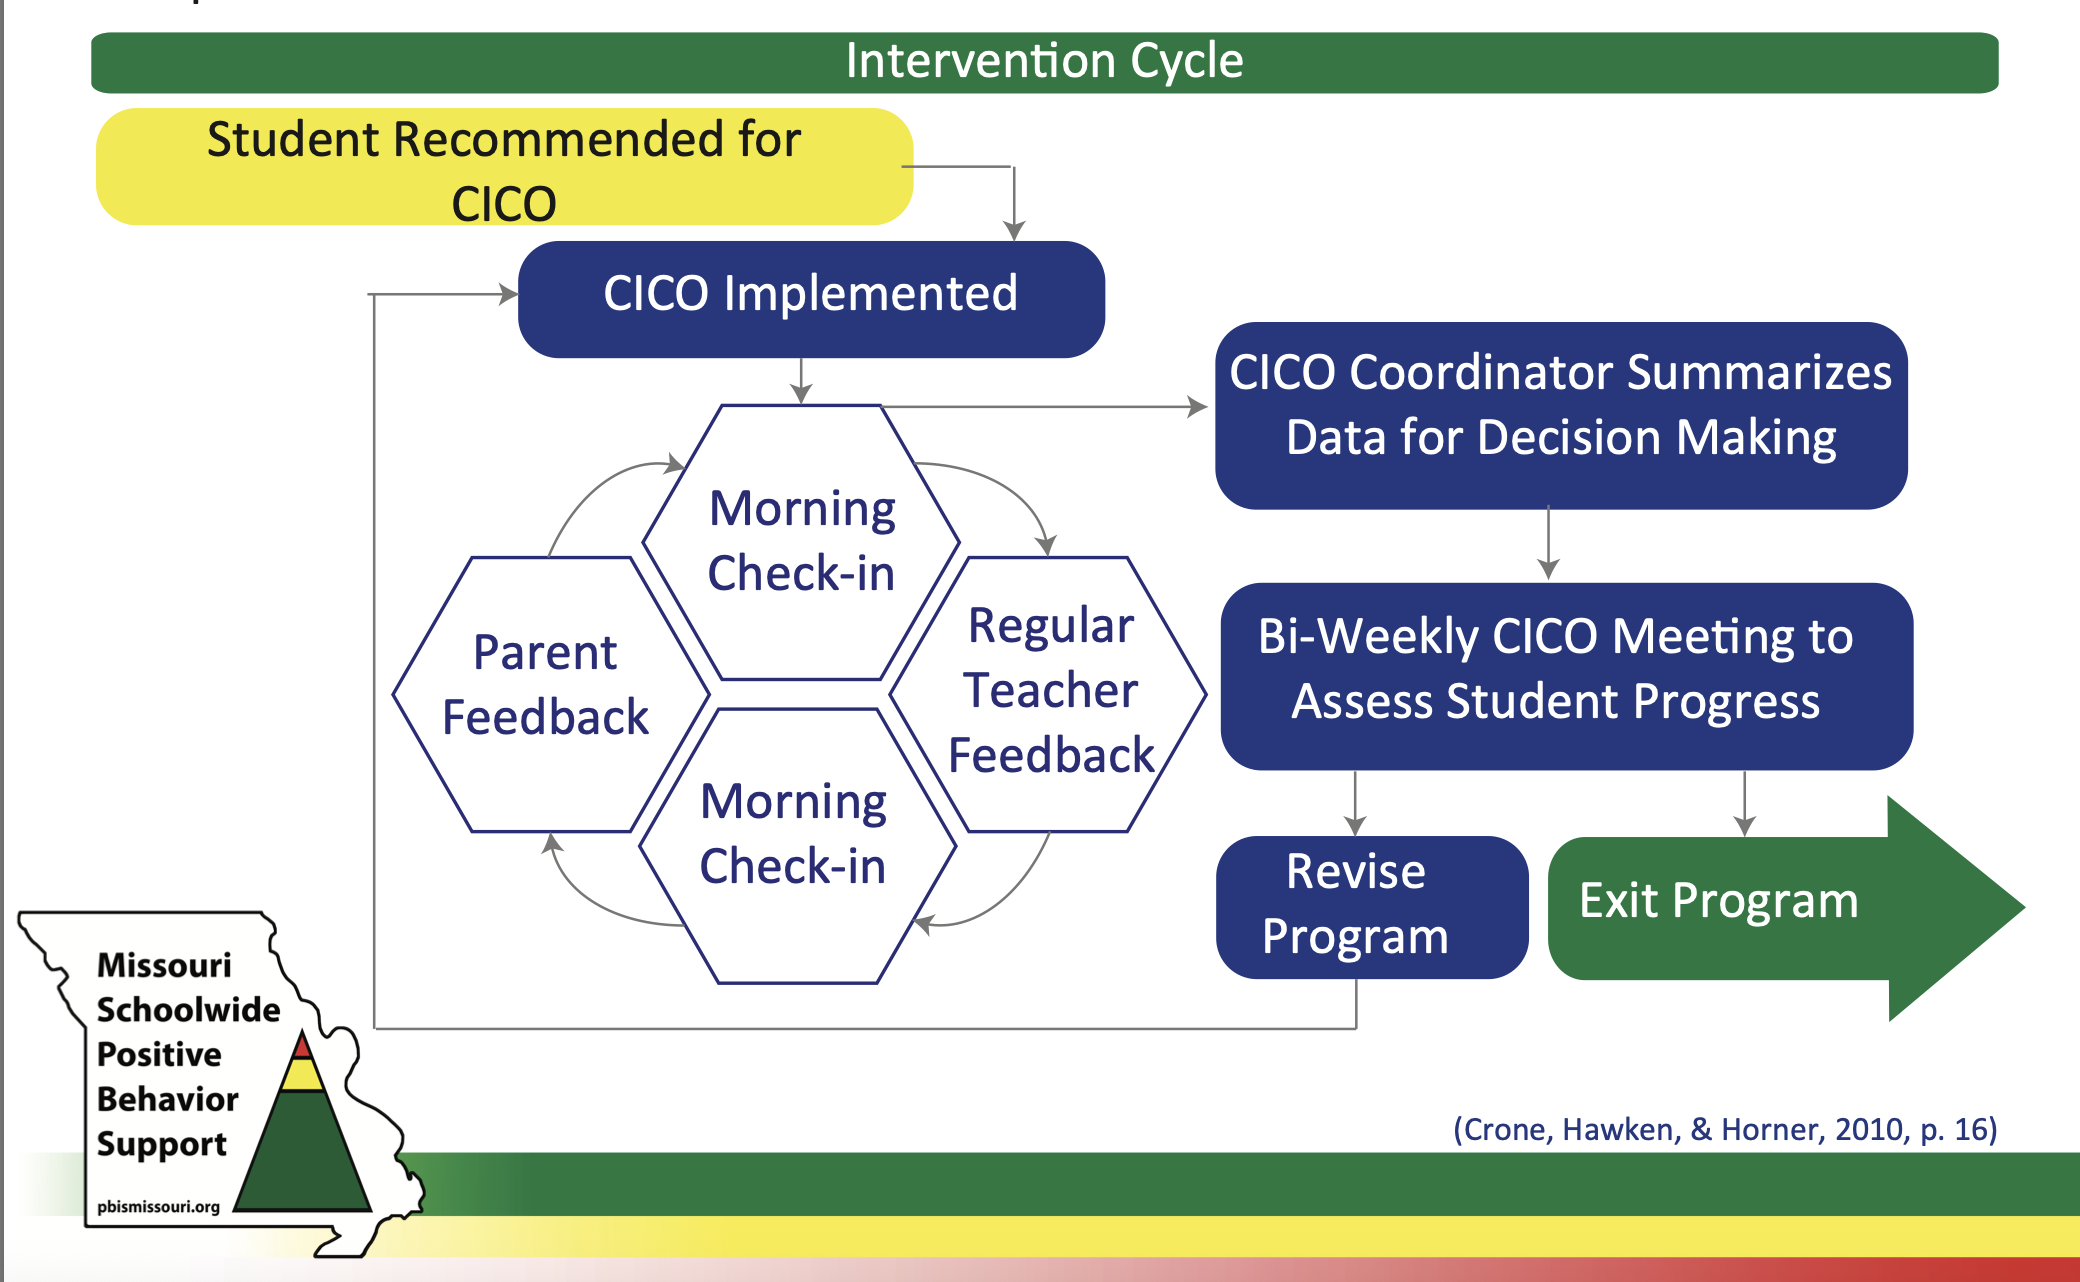 Intervention Cycle
Student Recommended for
CICO
CICO Implemented
CICO Coordinator Summarizes
Data for Decision Making
Morning
Check-in
Regular
Teacher
Feedback
Parent
Feedback
Morning
Check-in
Bi-Weekly CICO Meeting to
Assess Student Progress
Revise
Program
Exit Program
Missouri
Schoolwide
Positive
Behavior
Support
pbismissouri.org
(Crone, Hawken, & Horner, 2010, p. 16)